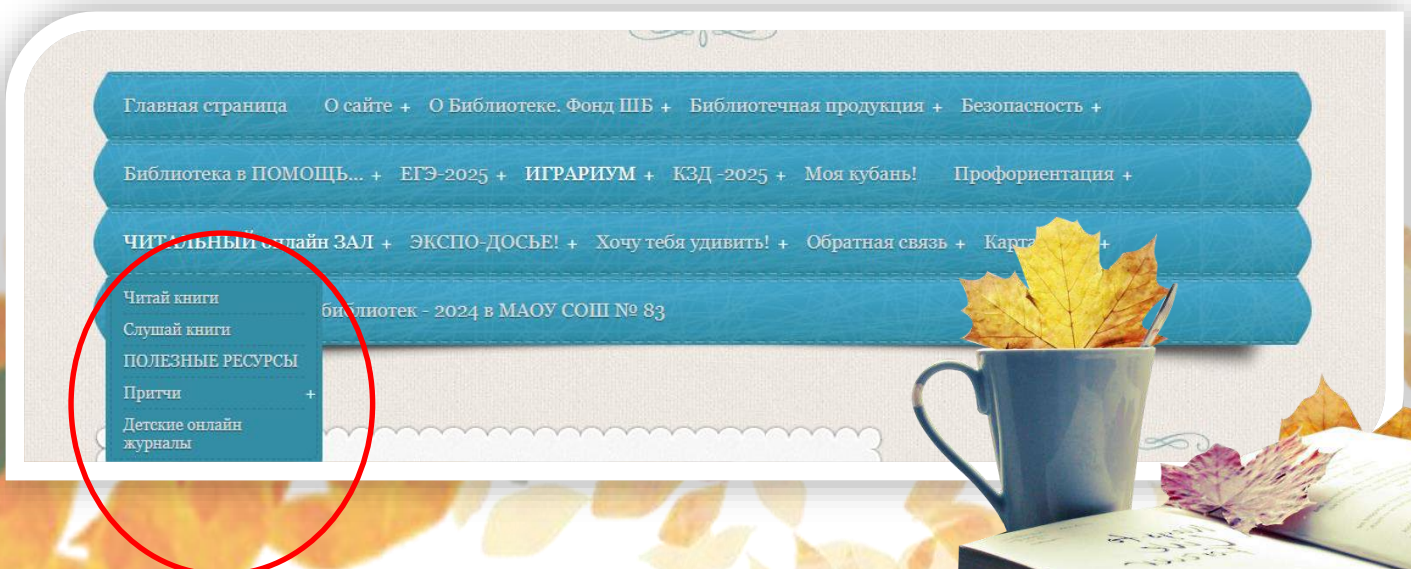 Главная страница О сайте + О Библиотеке. Фонд ШБ + Библиотечная продукция + Безопасность +
Библиотека в ПОМОЩЬ... + ЕГЭ-2025 + ИГРАРИУМ + КЗД -2025 + Моя кубань! Профориентация +
ЧИТАЛЬНЫЙ онлайн ЗАЛ + ЭКСПО-ДОСЬЕ! + Хочу тебя удивить! + Обратная связь + Карта +
библиотек - 2024 в МАОУ СОШ № 83
Читай книги
Слушай книги
ПОЛЕЗНЫЕ РЕСУРСЫ
Притчи +
Детские онлайн
журналы